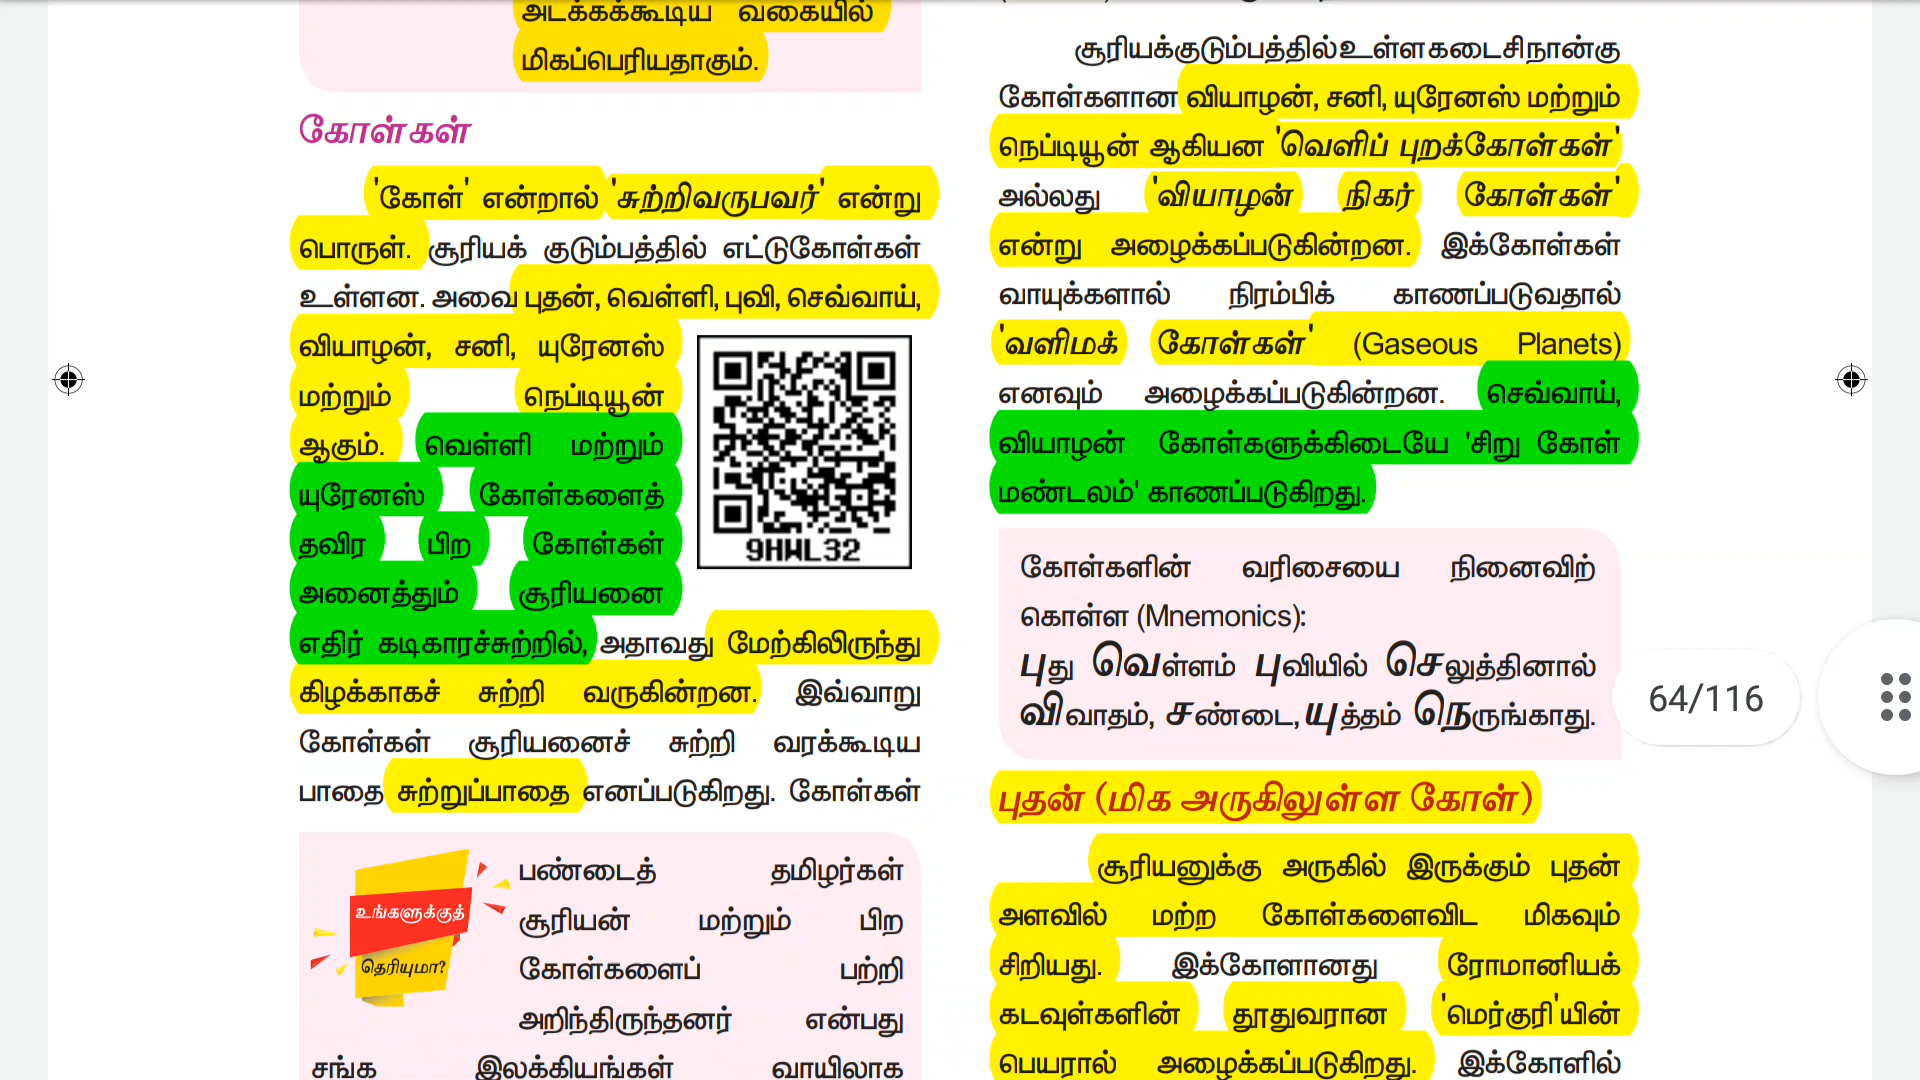 அடக்கக்கூடிய வகையில்
மிகப்பெரியதாகும்.
கோள்கள்
'கோள்' என்றால் 'சுற்றிவருபவர்' என்று
பொருள். சூரியக் குடும்பத்தில் எட்டுகோள்கள்
உள்ளன. அவை புதன், வெள்ளி, புவி, செவ்வாய்,
வியாழன், சனி, யுரேனஸ்
மற்றும் நெப்டியூன்
ஆகும். வெள்ளி மற்றும்
யுரேனஸ் கோள்களைத்
தவிர பிற கோள்கள்
அனைத்தும் சூரியனை
எதிர் கடிகாரச்சுற்றில், அதாவது மேற்கிலிருந்து
கிழக்காகச் சுற்றி வருகின்றன. இவ்வாறு
கோள்கள் சூரியனைச் சுற்றி வரக்கூடிய
பாதை சுற்றுப்பாதை எனப்படுகிறது. கோள்கள்
9HWL32
உங்களுக்குத்
தெரியுமா?
பண்டைத் தமிழர்கள்
சூரியன் மற்றும் பிற
கோள்களைப் பற்றி
அறிந்திருந்தனர் என்பது
சங்க இலக்கியங்கள் வாயிலாக
சூரியக்குடும்பத்தில் உள்ள கடைசி நான்கு
கோள்களான வியாழன், சனி, யுரேனஸ் மற்றும்
நெப்டியூன் ஆகியன 'வெளிப் புறக்கோள்கள்'
அல்லது 'வியாழன் நிகர் கோள்கள்'
என்று அழைக்கப்படுகின்றன. இக்கோள்கள்
வாயுக்களால் நிரம்பிக் காணப்படுவதால்
'வளிமக் கோள்கள்' (Gaseous Planets)
எனவும் அழைக்கப்படுகின்றன. செவ்வாய்,
வியாழன் கோள்களுக்கிடையே 'சிறு கோள்
மண்டலம்' காணப்படுகிறது.
கோள்களின் வரிசையை நினைவிற்
கொள்ள (Mnemonics):
புது வெள்ளம் புவியில் செலுத்தினால்
விவாதம், சண்டை, யுத்தம் நெருங்காது.
64/116
புதன் (மிக அருகிலுள்ள கோள்)
சூரியனுக்கு அருகில் இருக்கும் புதன்
அளவில் மற்ற கோள்களைவிட மிகவும்
சிறியது. இக்கோளானது ரோமானியக்
கடவுள்களின் தூதுவரான 'மெர்குரி'யின்
பெயரால் அழைக்கப்படுகிறது. இக்கோளில்